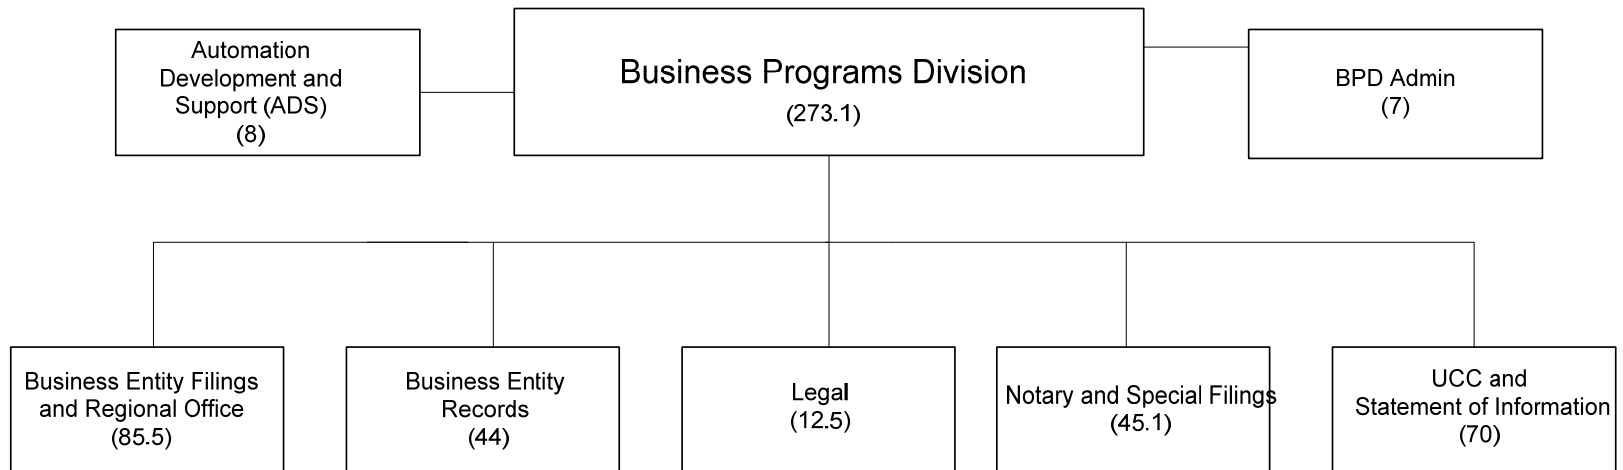 Automation
Development and
Support (ADS)
(8)
Business Programs Division
(273.1)
BPD Admin
(7)
Business Entity Filings
and Regional Office
(85.5)
Business Entity
Records
(44)
Legal
(12.5)
Notary and Special Filings
(45.1)
UCC and
Statement of Information
(70)